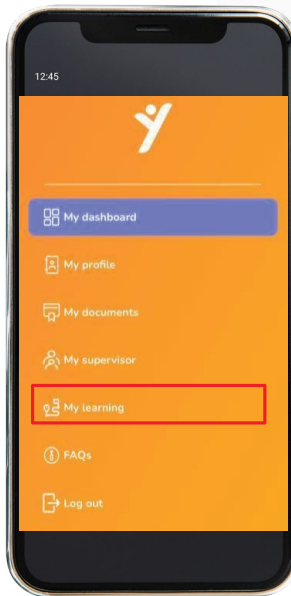 12:45
My dashboard
My profile
My documents
My supervisor
My learning
FAQs
Log out